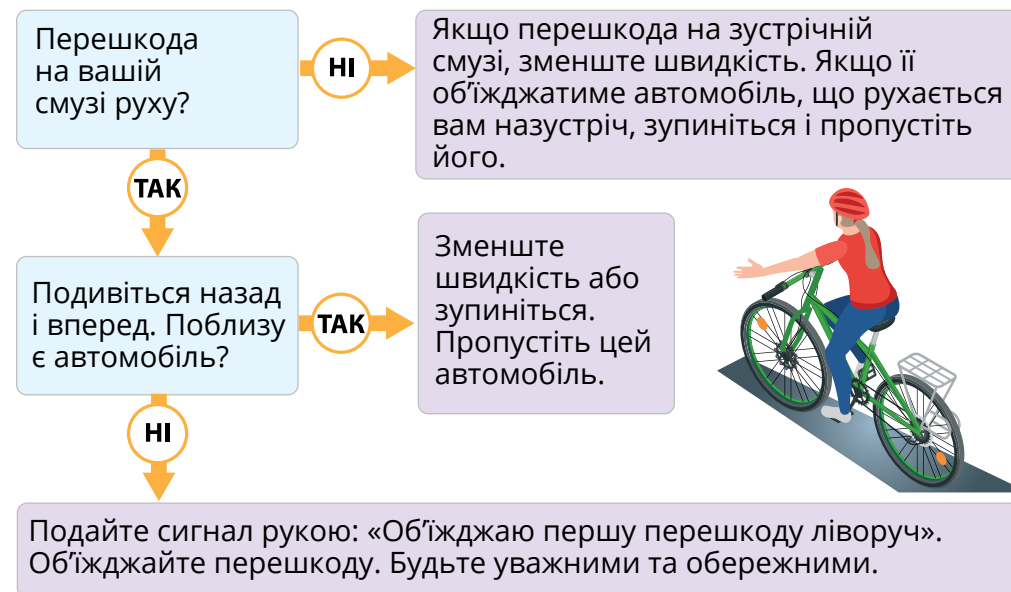 Перешкода
на вашій
смузі руху?
НІ
Якщо перешкода на зустрічній
смузі, зменште швидкість. Якщо її
об’їжджатиме автомобіль, що рухається
вам назустріч, зупиніться і пропустіть
його.
ТАК
Подивіться назад
і вперед. Поблизу
є автомобіль?
ТАК
Зменште
швидкість або
зупиніться.
Пропустіть цей
автомобіль.
НІ
Подайте сигнал рукою: «Об’їжджаю першу перешкоду ліворуч».
Об’їжджайте перешкоду. Будьте уважними та обережними.